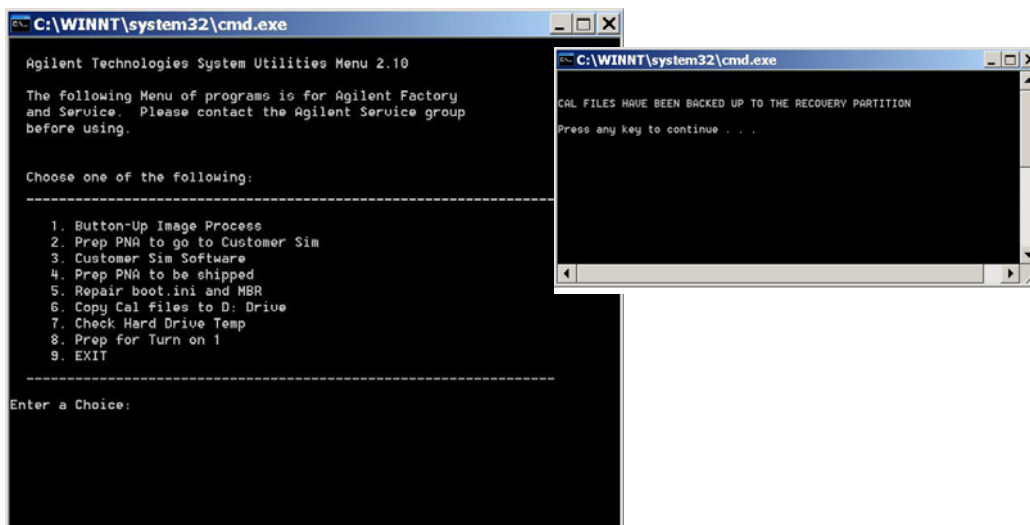 C:\WINNT\system32\cmd.exe
Agilent Technologies System Utilities Menu 2.10
The following Menu of programs is for Agilent Factory
and Service. Please contact the Agilent Service group
before using.
Choose one of the following:
--------------------------------------------------------------------
1. Button-Up Image Process
2. Prep PNA to go to Customer Sim
3. Customer Sim Software
4. Prep PNA to be shipped
5. Repair boot.ini and MBR
6. Copy Cal files to D: Drive
7. Check Hard Drive Temp
8. Prep for Turn on 1
9. EXIT
--------------------------------------------------------------------
Enter a Choice:
C:\WINNT\system32\cmd.exe
CAL FILES HAVE BEEN BACKED UP TO THE RECOVERY PARTITION
Press any key to continue . . .